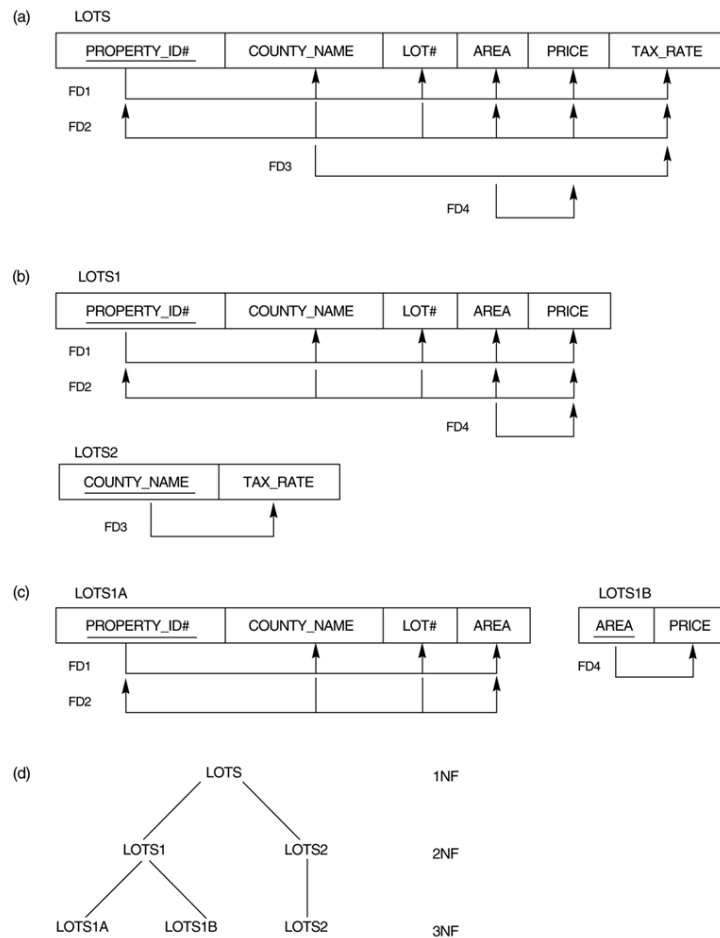 (a) LOTS
PROPERTY_ID# COUNTY_NAME LOT# AREA PRICE TAX_RATE
FD1
FD2
FD3
FD4
(b) LOTS1
PROPERTY_ID# COUNTY_NAME LOT# AREA PRICE
FD1
FD2
FD4
LOTS2
COUNTY_NAME TAX_RATE
FD3
(c) LOTS1A LOTS1B
PROPERTY_ID# COUNTY_NAME LOT# AREA AREA PRICE
FD1 FD4
FD2
(d) LOTS 1NF
LOTS1 LOTS2 2NF
LOTS1A LOTS1B LOTS2 3NF